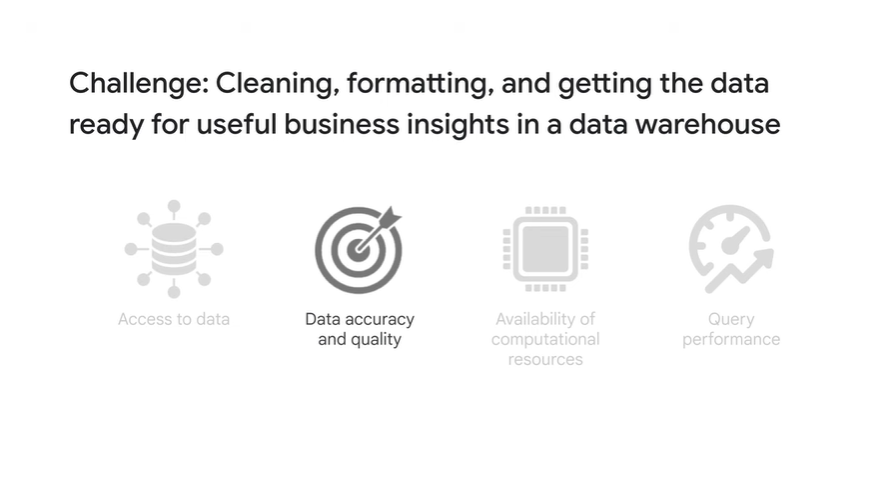 Challenge: Cleaning, formatting, and getting the data
ready for useful business insights in a data warehouse
Access to data
Data accuracy
and quality
Availability of
computational
resources
Query
performance